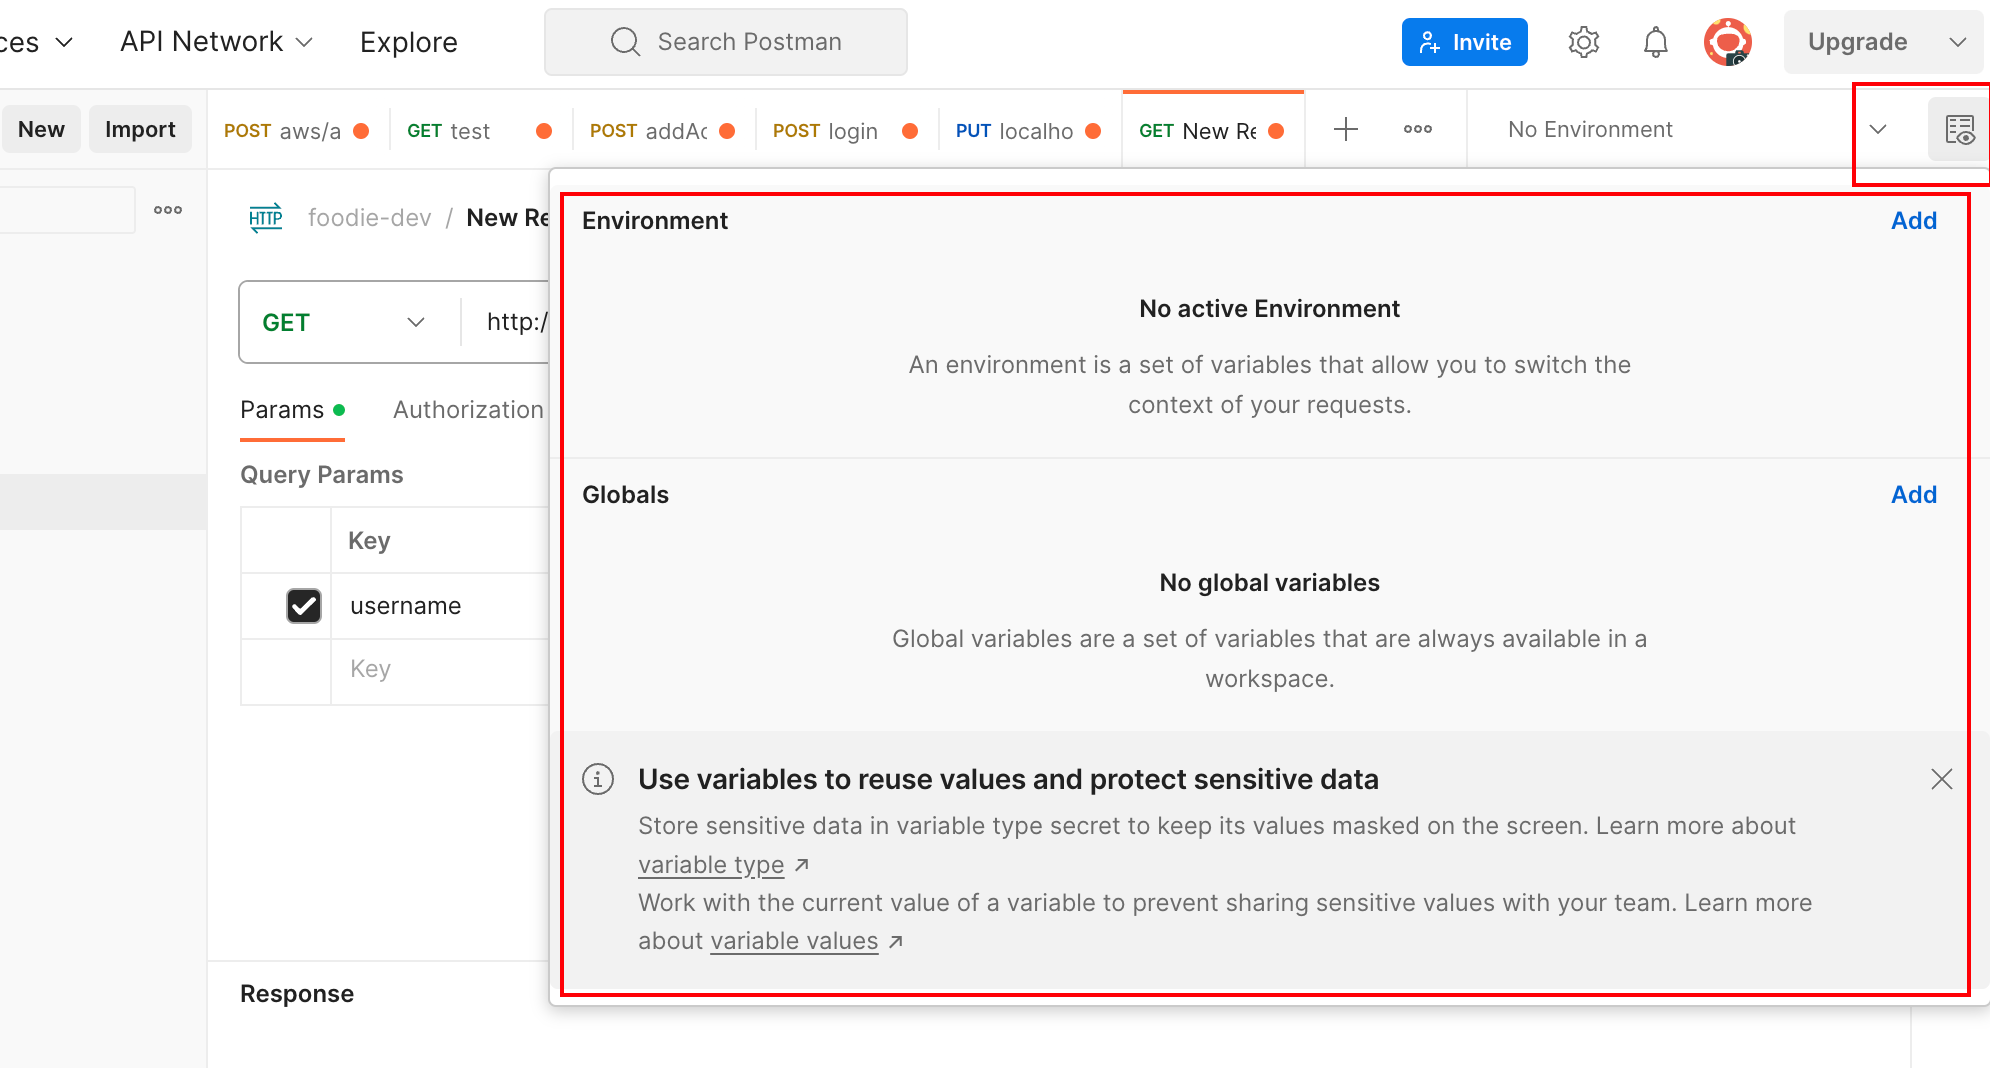 ces
API Network
Explore
Search Postman
Invite
Upgrade
New
Import
POST aws/a
GET test
POST addAc
POST login
PUT localho
GET New Re
No Environment
HTTP
foodie-dev / New Re
GET
http:/
Params
Authorization
Query Params
Key
username
Key
Response
Environment
Add
No active Environment
An environment is a set of variables that allow you to switch the
context of your requests.
Globals
Add
No global variables
Global variables are a set of variables that are always available in a
workspace.
Use variables to reuse values and protect sensitive data
Store sensitive data in variable type secret to keep its values masked on the screen. Learn more about
variable type ↗
Work with the current value of a variable to prevent sharing sensitive values with your team. Learn more
about variable values ↗